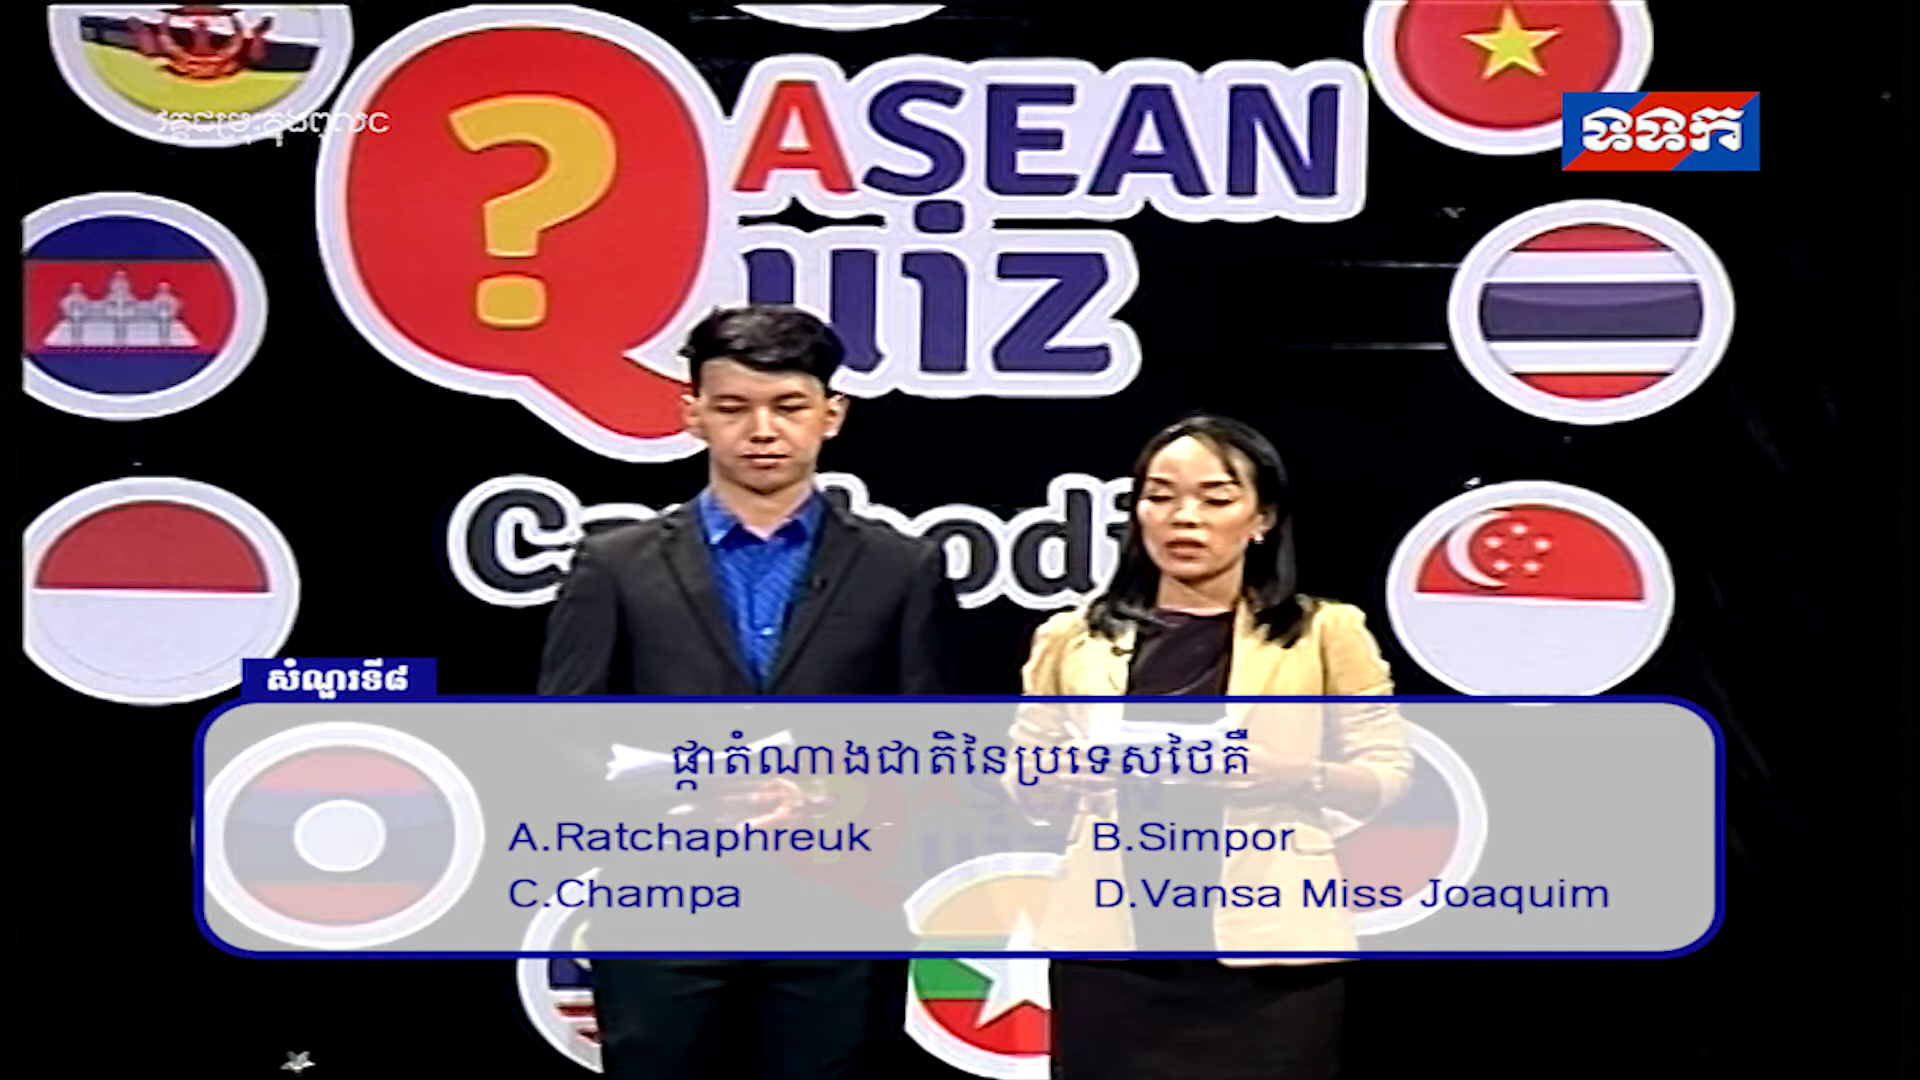 ASEAN
QUiZ
ទទក
សំណួរទី៨
ផ្កាតំណាងជាតិនៃប្រទេសថៃគឺ
A.Ratchaphreuk
B.Simpor
C.Champa
D.Vansa Miss Joaquim